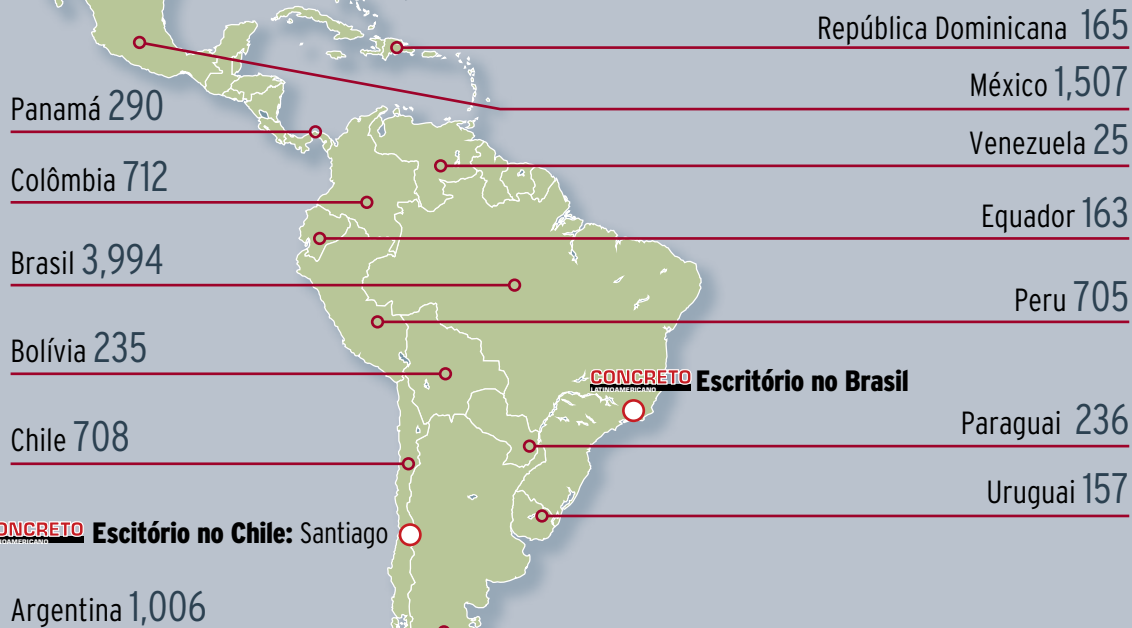 República Dominicana 165
México 1,507
Panamá 290
Venezuela 25
Colômbia 712
Equador 163
Brasil 3,994
Peru 705
Bolívia 235
CONCRETO Escritório no Brasil
LATINOAMERICANO
Paraguai 236
Chile 708
Uruguai 157
ONCRETO Escitório no Chile: Santiago
NOAMERICANO
Argentina 1,006